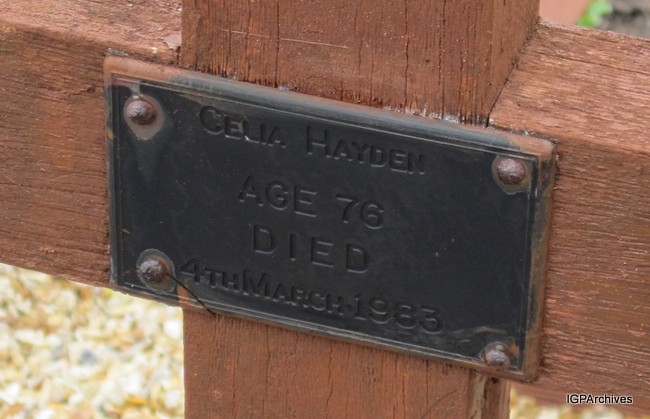 Celia Hayden
AGE 76
DIED
4TH March 1983
IGPArchives